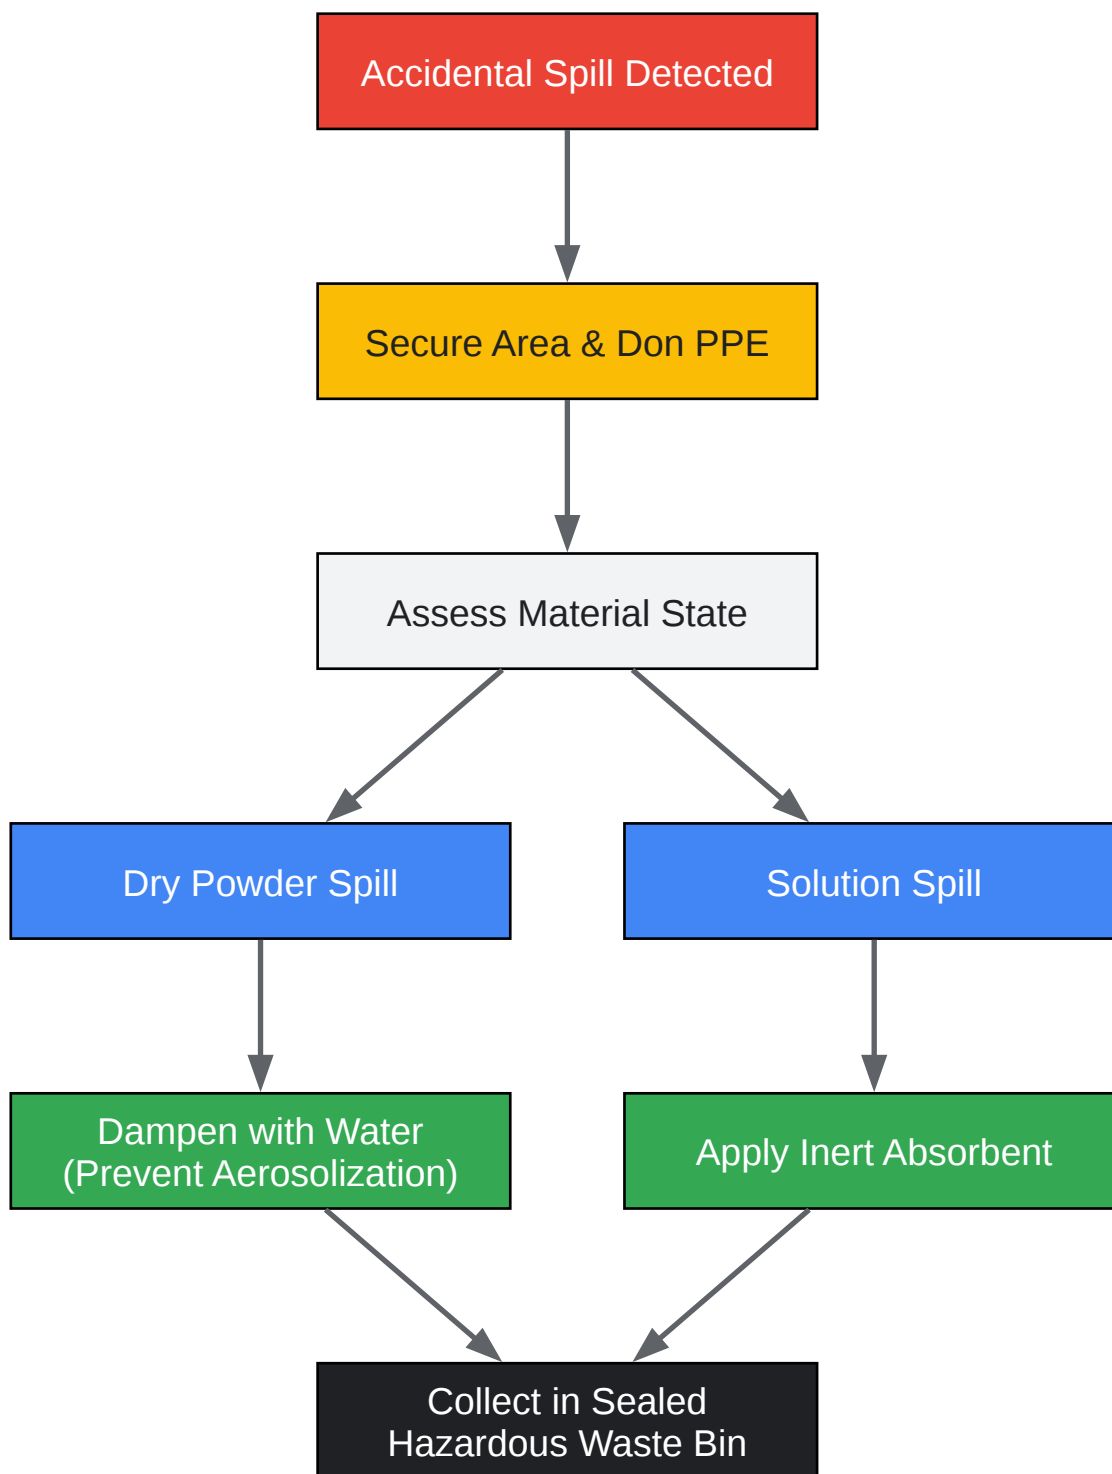 Accidental Spill Detected
Secure Area & Don PPE
Assess Material State
Dry Powder Spill
Solution Spill
Dampen with Water
(Prevent Aerosolization)
Apply Inert Absorbent
Collect in Sealed
Hazardous Waste Bin